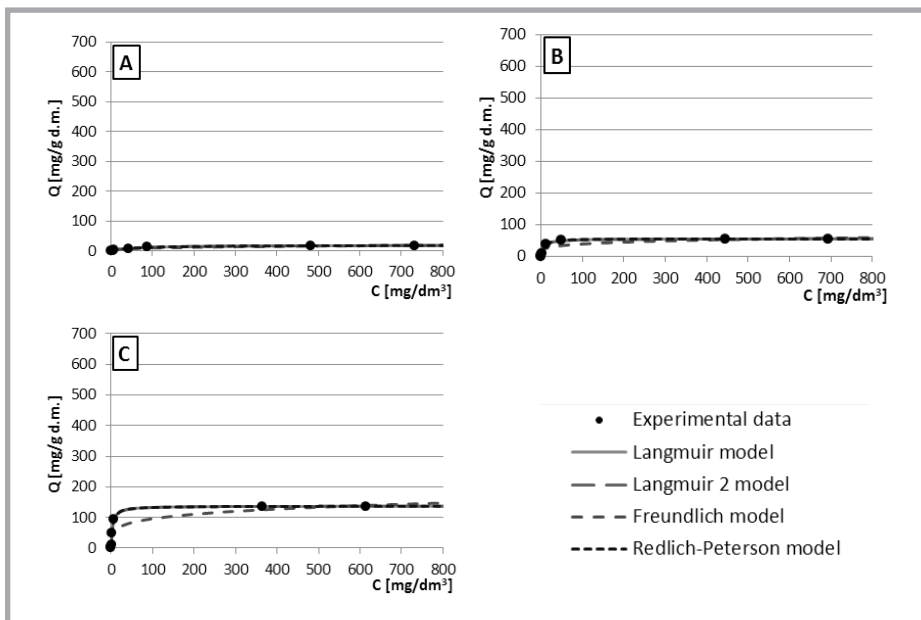 A
Q [mg/g d.m.]
700
600
500
400
300
200
100
0
0 100 200 300 400 500 600 700 800
C [mg/dm³]
B
Q [mg/g d.m.]
700
600
500
400
300
200
100
0
0 100 200 300 400 500 600 700 800
C [mg/dm³]
C
Q [mg/g d.m.]
700
600
500
400
300
200
100
0
0 100 200 300 400 500 600 700 800
C [mg/dm³]
Experimental data
Langmuir model
Langmuir 2 model
Freundlich model
Redlich-Peterson model